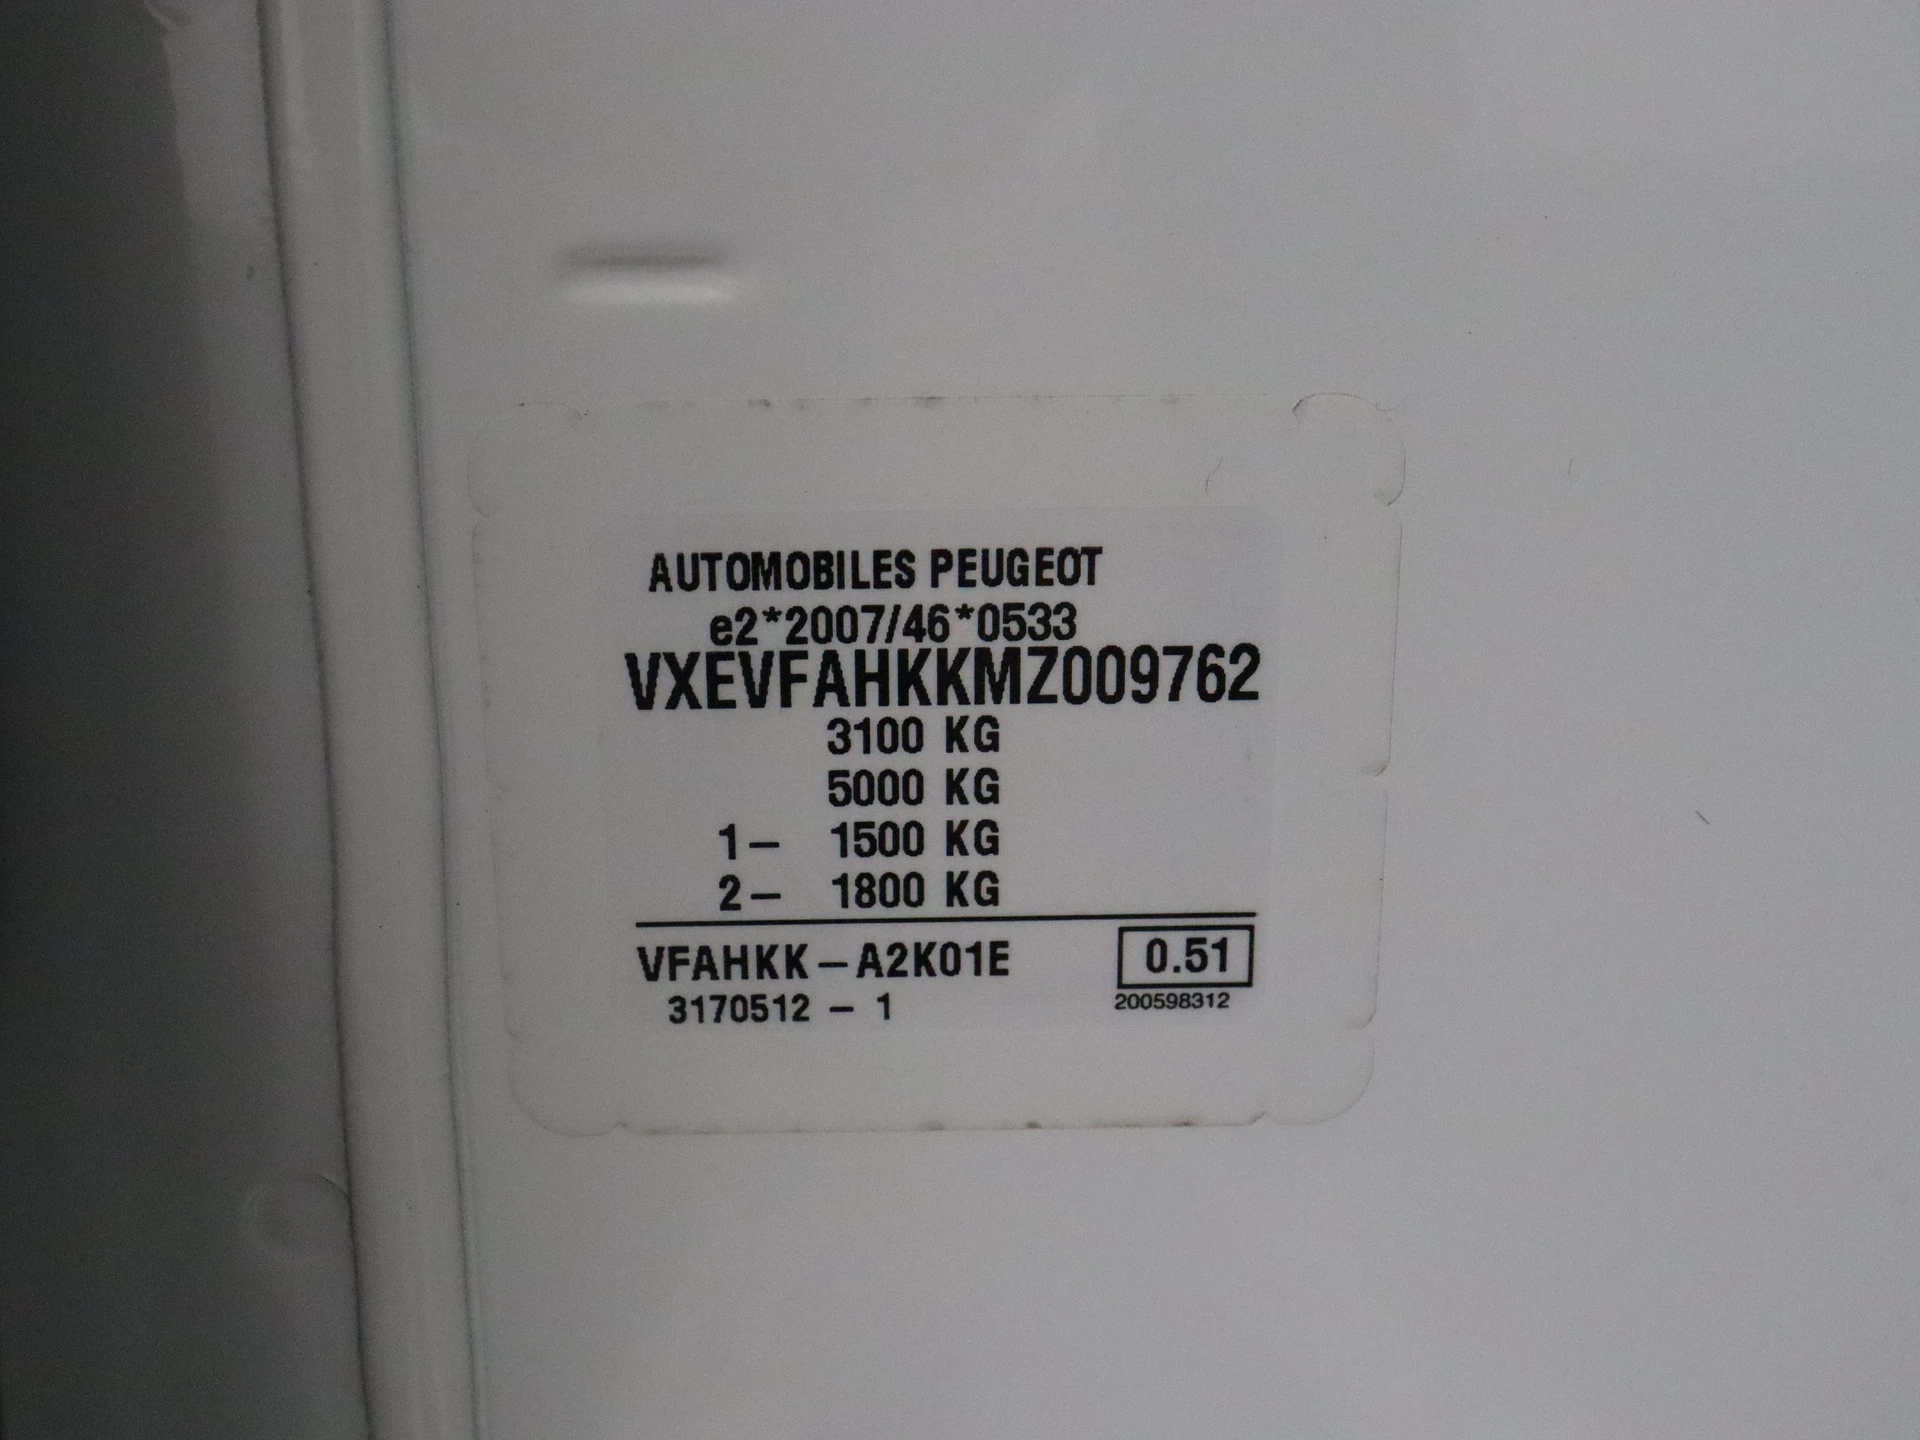 AUTOMOBILES PEUGEOT
e2*2007/46*0533
VXEVFAHKKMZ009762
3100 KG
5000 KG
1– 1500 KG
2– 1800 KG
VFAHKK–A2K01E 0.51
3170512 – 1 200598312